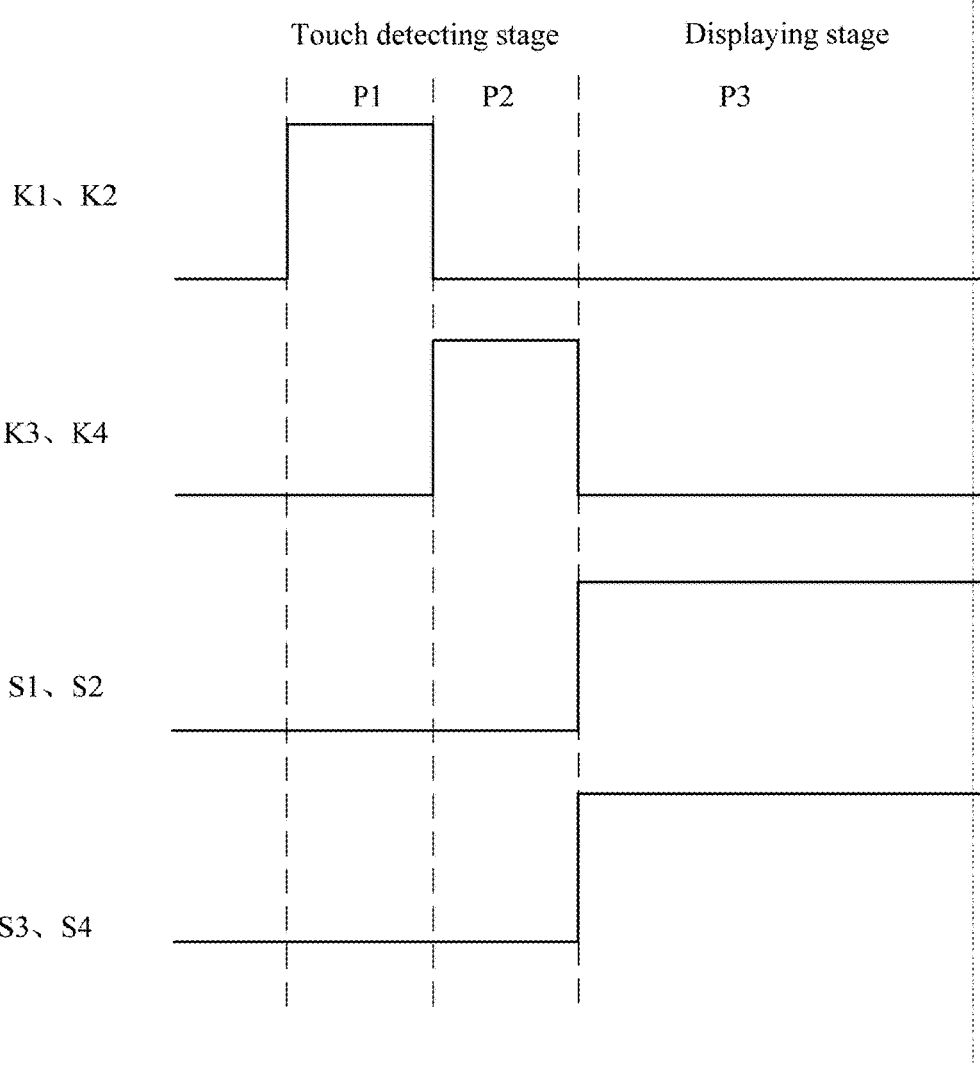 Touch detecting stage Displaying stage
P1 P2 P3
K1、K2
K3、K4
S1、S2
S3、S4